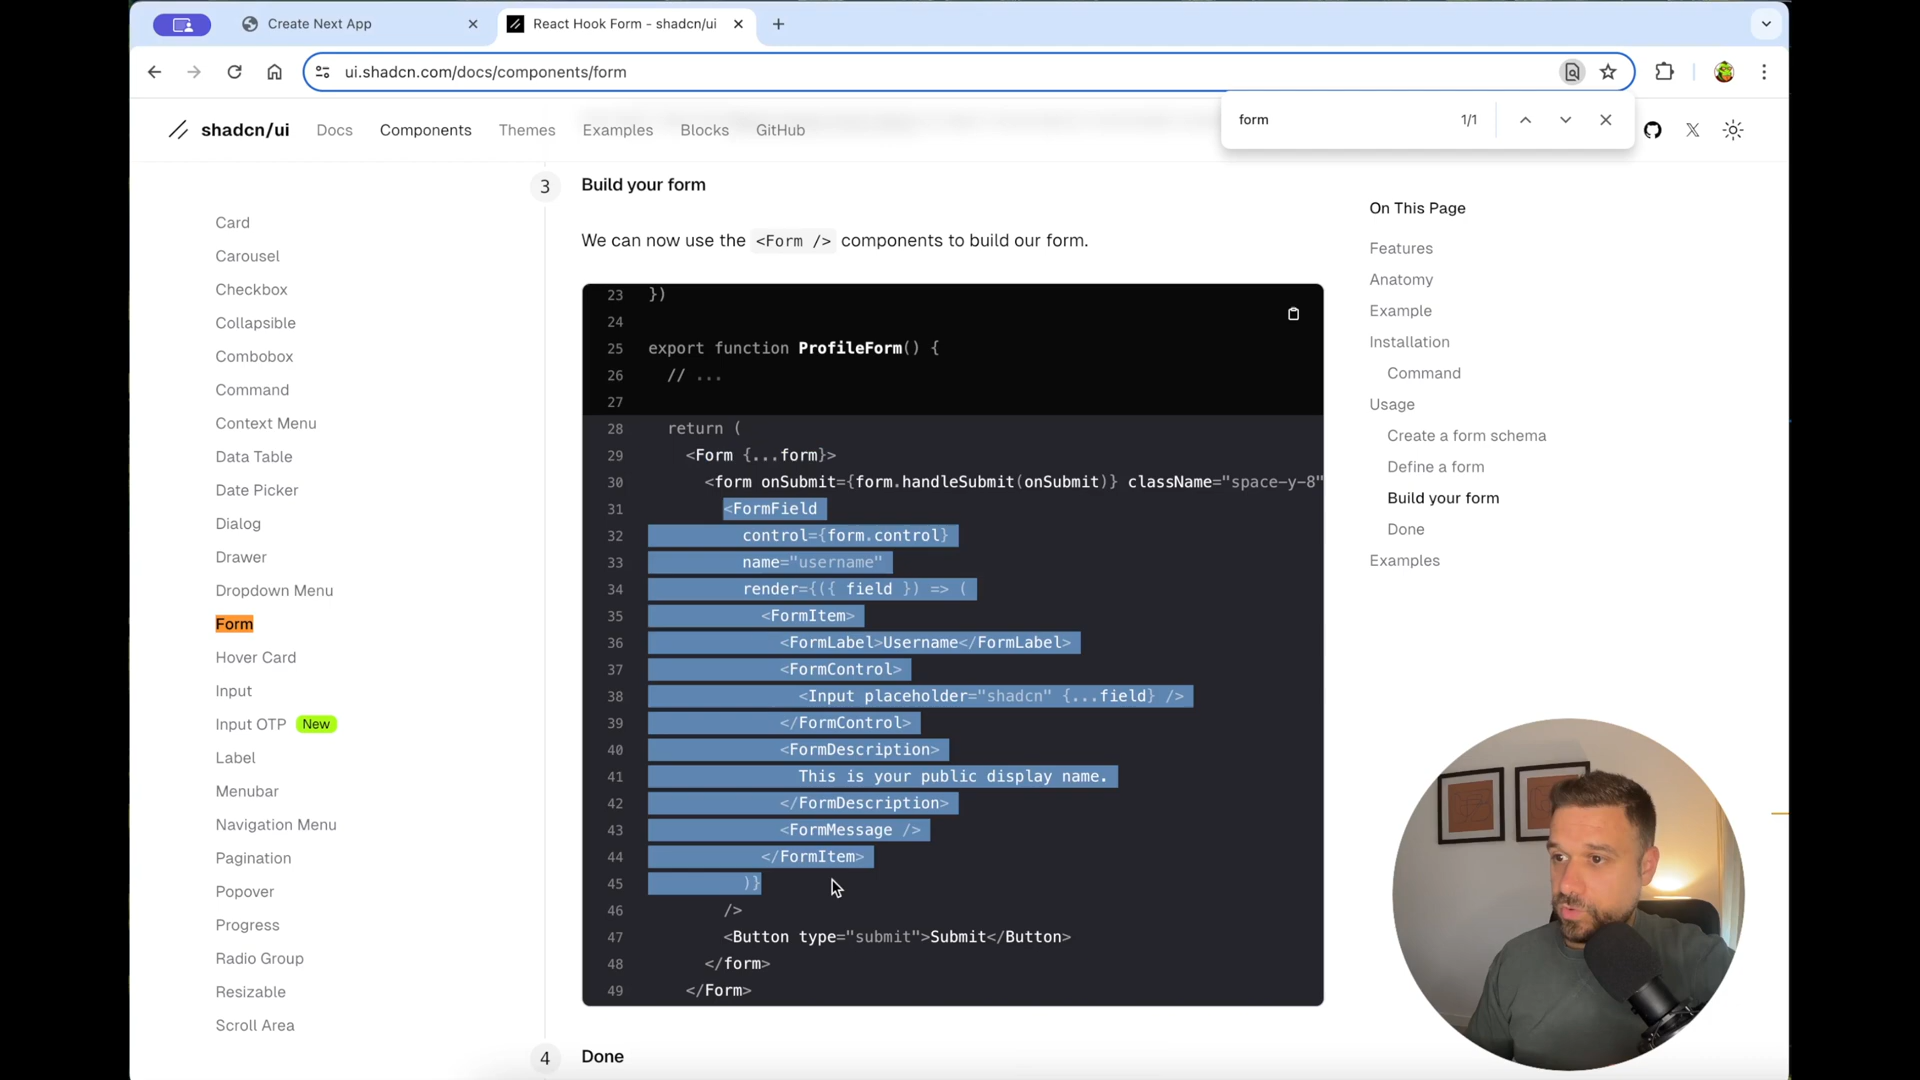 Create Next App
React Hook Form - shadcn/ui
ui.shadcn.com/docs/components/form
form 1/1
shadcn/ui Docs Components Themes Examples Blocks GitHub
Card
Carousel
Checkbox
Collapsible
Combobox
Command
Context Menu
Data Table
Date Picker
Dialog
Drawer
Dropdown Menu
Form
Hover Card
Input
Input OTP New
Label
Menubar
Navigation Menu
Pagination
Popover
Progress
Radio Group
Resizable
Scroll Area
3 Build your form
We can now use the <Form /> components to build our form.
23 })
24
25 export function ProfileForm() {
26 // ...
27
28 return (
29 <Form {...form}>
30 <form onSubmit={form.handleSubmit(onSubmit)} className="space-y-8"
31 <FormField
32 control={form.control}
33 name="username"
34 render={({ field }) => (
35 <FormItem>
36 <FormLabel>Username</FormLabel>
37 <FormControl>
38 <Input placeholder="shadcn" {...field} />
39 </FormControl>
40 <FormDescription>
41 This is your public display name.
42 </FormDescription>
43 <FormMessage />
44 </FormItem>
45 )}
46 />
47 <Button type="submit">Submit</Button>
48 </form>
49 </Form>
4 Done
On This Page
Features
Anatomy
Example
Installation
Command
Usage
Create a form schema
Define a form
Build your form
Done
Examples